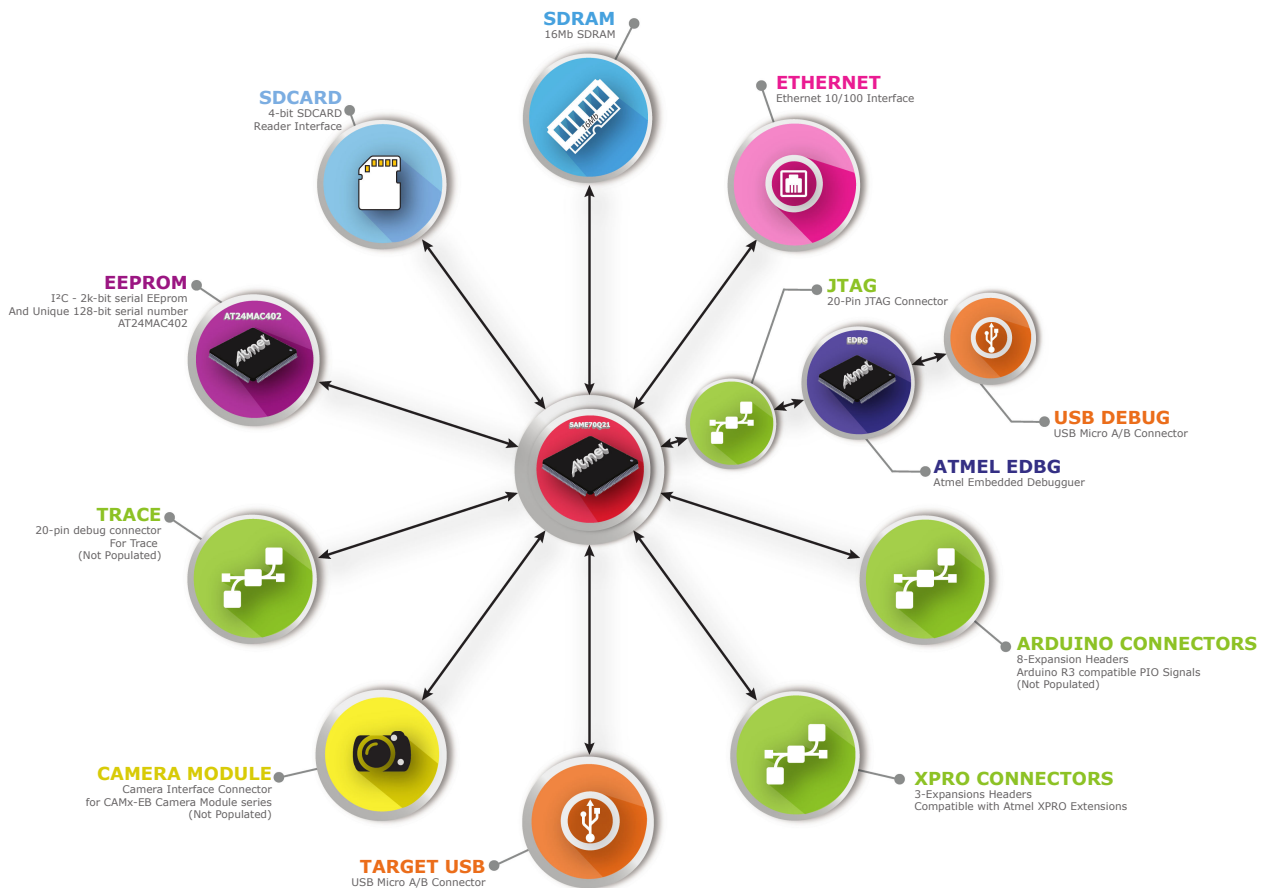 SDRAM
16Mb SDRAM
16Mb
ETHERNET
Ethernet 10/100 Interface
SDCARD
4-bit SDCARD
Reader Interface
EEPROM
I²C - 2k-bit serial EEprom
And Unique 128-bit serial number
AT24MAC402
AT24MAC402
Atmel
JTAG
20-Pin JTAG Connector
EDBG
Atmel
USB DEBUG
USB Micro A/B Connector
ATMEL EDBG
Atmel Embedded Debugguer
SAME70Q21
Atmel
TRACE
20-pin debug connector
For Trace
(Not Populated)
ARDUINO CONNECTORS
8-Expansion Headers
Arduino R3 compatible PIO Signals
(Not Populated)
CAMERA MODULE
Camera Interface Connector
for CAMx-EB Camera Module series
(Not Populated)
XPRO CONNECTORS
3-Expansions Headers
Compatible with Atmel XPRO Extensions
TARGET USB
USB Micro A/B Connector